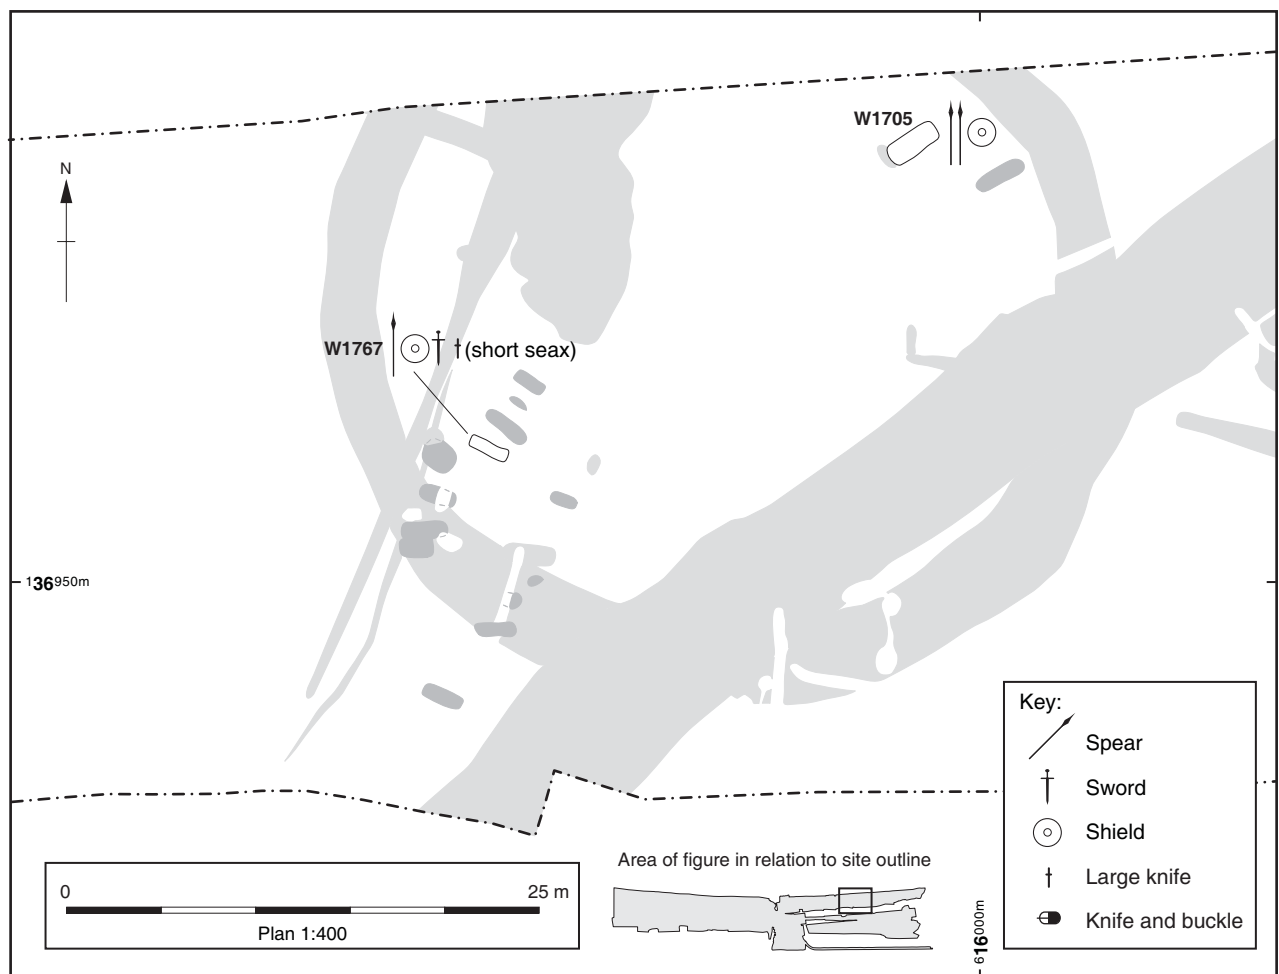 W1705
N
W1767
(short seax)
136950m
Key:
Spear
Sword
Shield
Large knife
Knife and buckle
0 25 m
Plan 1:400
Area of figure in relation to site outline
616000m